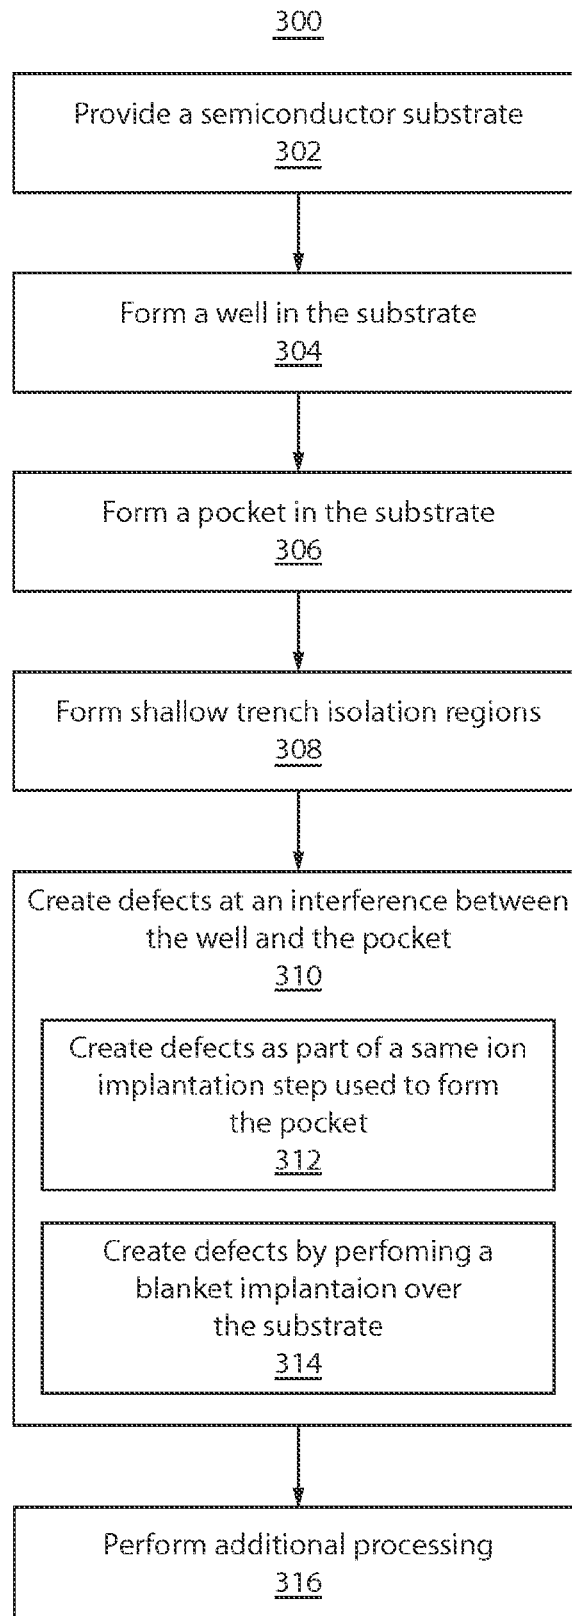 300
Provide a semiconductor substrate
302
Form a well in the substrate
304
Form a pocket in the substrate
306
Form shallow trench isolation regions
308
Create defects at an interference between
the well and the pocket
310
Create defects as part of a same ion
implantation step used to form
the pocket
312
Create defects by perfoming a
blanket implantaion over
the substrate
314
Perform additional processing
316